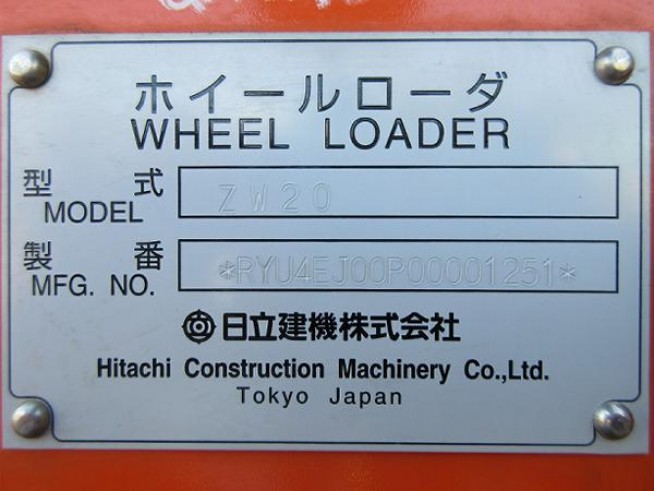 ホイールローダ
WHEEL LOADER
型式 ZW20
MODEL
製番 *RYU4EJ00P00001251*
MFG. NO.
日立建機株式会社
Hitachi Construction Machinery Co.,Ltd.
Tokyo Japan